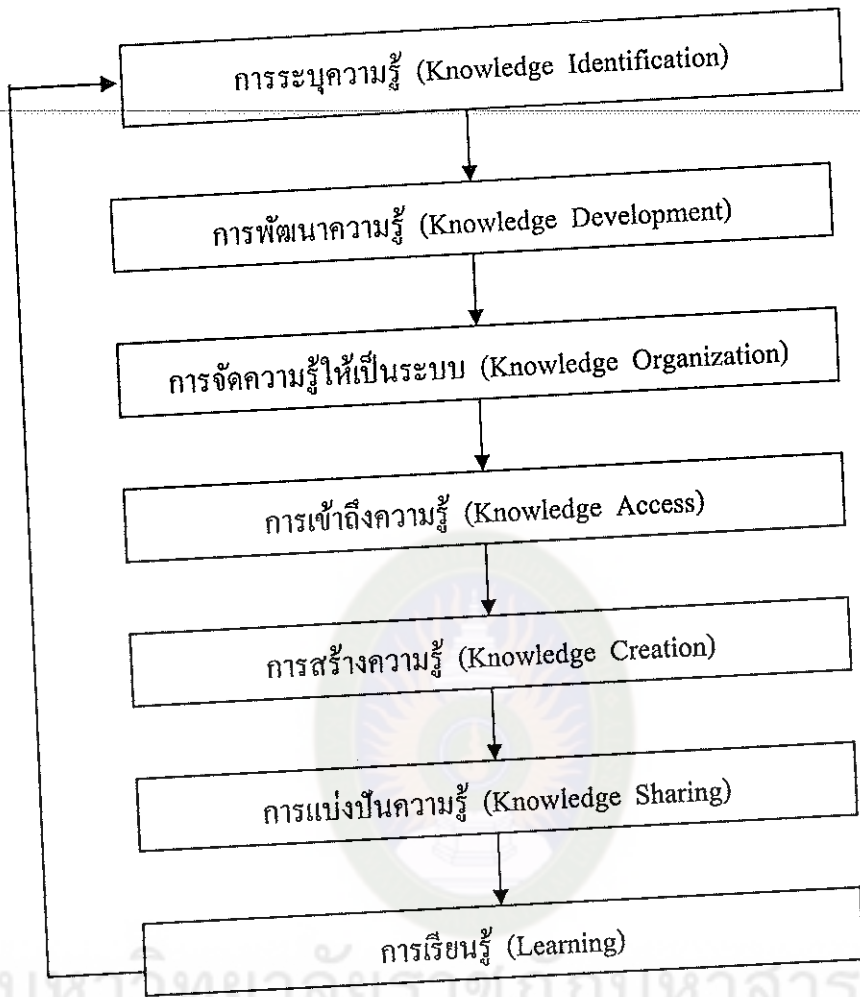 การระบุความรู้ (Knowledge Identification)
การพัฒนาความรู้ (Knowledge Development)
การจัดความรู้ให้เป็นระบบ (Knowledge Organization)
การเข้าถึงความรู้ (Knowledge Access)
การสร้างความรู้ (Knowledge Creation)
การแบ่งปันความรู้ (Knowledge Sharing)
การเรียนรู้ (Learning)